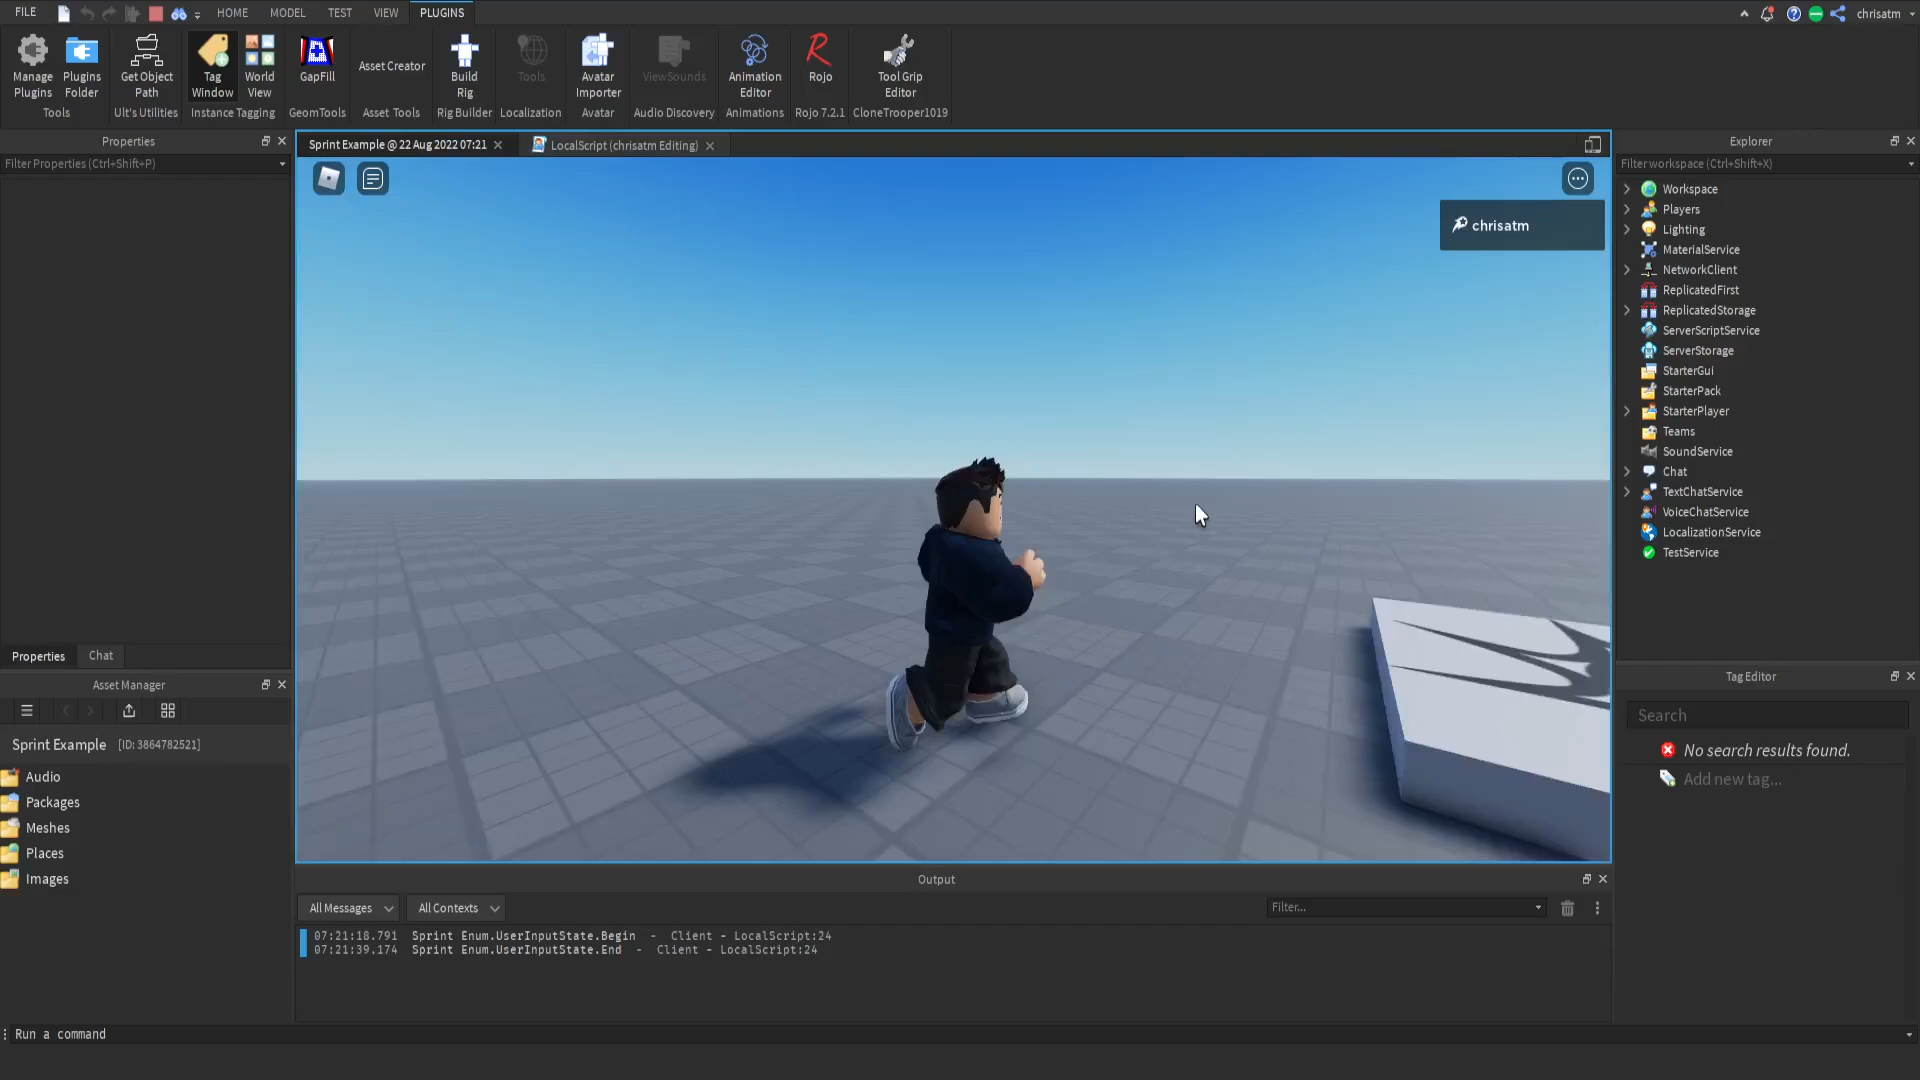 FILE HOME MODEL TEST VIEW PLUGINS chrisatm
Manage Plugins
Plugins Folder
Tools
Get Object Path
Ult's Utilities
Tag Window
World View
Instance Tagging
GapFill
GeomTools
Asset Creator
Asset Tools
Build Rig
Rig Builder
Tools
Localization
Avatar Importer
Avatar
ViewSounds
Audio Discovery
Animation Editor
Animations
Rojo
Rojo 7.2.1
Tool Grip Editor
CloneTrooper1019
Properties
Filter Properties (Ctrl+Shift+P)
Properties Chat
Asset Manager
Sprint Example [ID: 3864782521]
Audio
Packages
Meshes
Places
Images
Sprint Example @ 22 Aug 2022 07:21
LocalScript (chrisatm Editing)
chrisatm
Output
All Messages All Contexts Filter...
07:21:18.791 Sprint Enum.UserInputState.Begin - Client - LocalScript:24
07:21:39.174 Sprint Enum.UserInputState.End - Client - LocalScript:24
Explorer
Filter workspace (Ctrl+Shift+X)
Workspace
Players
Lighting
MaterialService
NetworkClient
ReplicatedFirst
ReplicatedStorage
ServerScriptService
ServerStorage
StarterGui
StarterPack
StarterPlayer
Teams
SoundService
Chat
TextChatService
VoiceChatService
LocalizationService
TestService
Tag Editor
Search
No search results found.
Add new tag...
Run a command